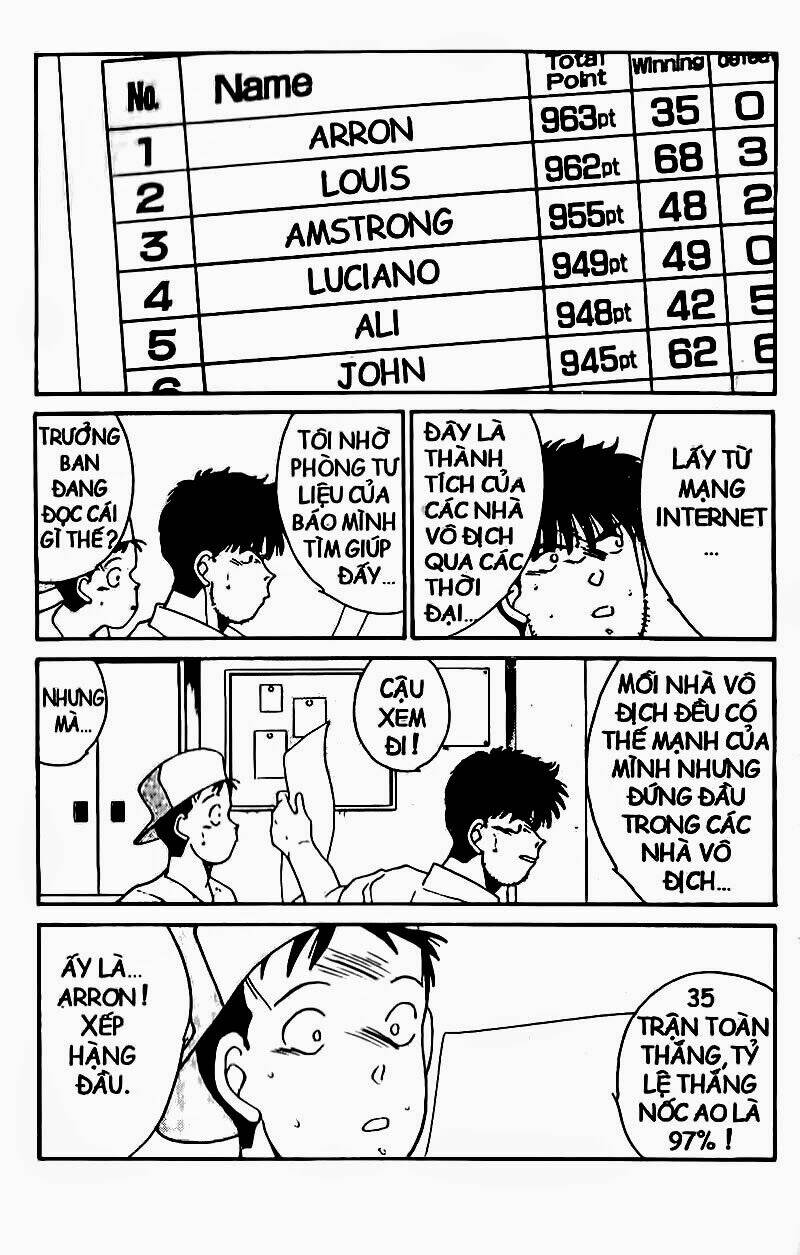 No. Name Total Point Winning
1 ARRON 963pt 35 0
2 LOUIS 962pt 68 3
3 AMSTRONG 955pt 48 2
4 LUCIANO 949pt 49 0
5 ALI 948pt 42 5
6 JOHN 945pt 62 6
TRƯỞNG
BAN
ĐANG
ĐỌC CÁI
GÌ THẾ?
TÔI NHỜ
PHÒNG TƯ
LIỆU CỦA
BÁO MÌNH
TÌM GIÚP
ĐẤY...
ĐÂY LÀ
THÀNH
TÍCH CỦA
CÁC NHÀ
VÔ ĐỊCH
QUA CÁC
THỜI
ĐẠI...
LẤY TỪ
MẠNG
INTERNET
...
NHƯNG
MÀ...
CẬU
XEM
ĐI!
MỖI NHÀ VÔ
ĐỊCH ĐỀU CÓ
THẾ MẠNH CỦA
MÌNH NHƯNG
ĐỨNG ĐẦU
TRONG CÁC
NHÀ VÔ
ĐỊCH...
ẤY LÀ...
ARRON!
XẾP
HÀNG
ĐẦU.
35
TRẬN TOÀN
THẮNG, TỶ
LỆ THẮNG
NỐC AO LÀ
97%!